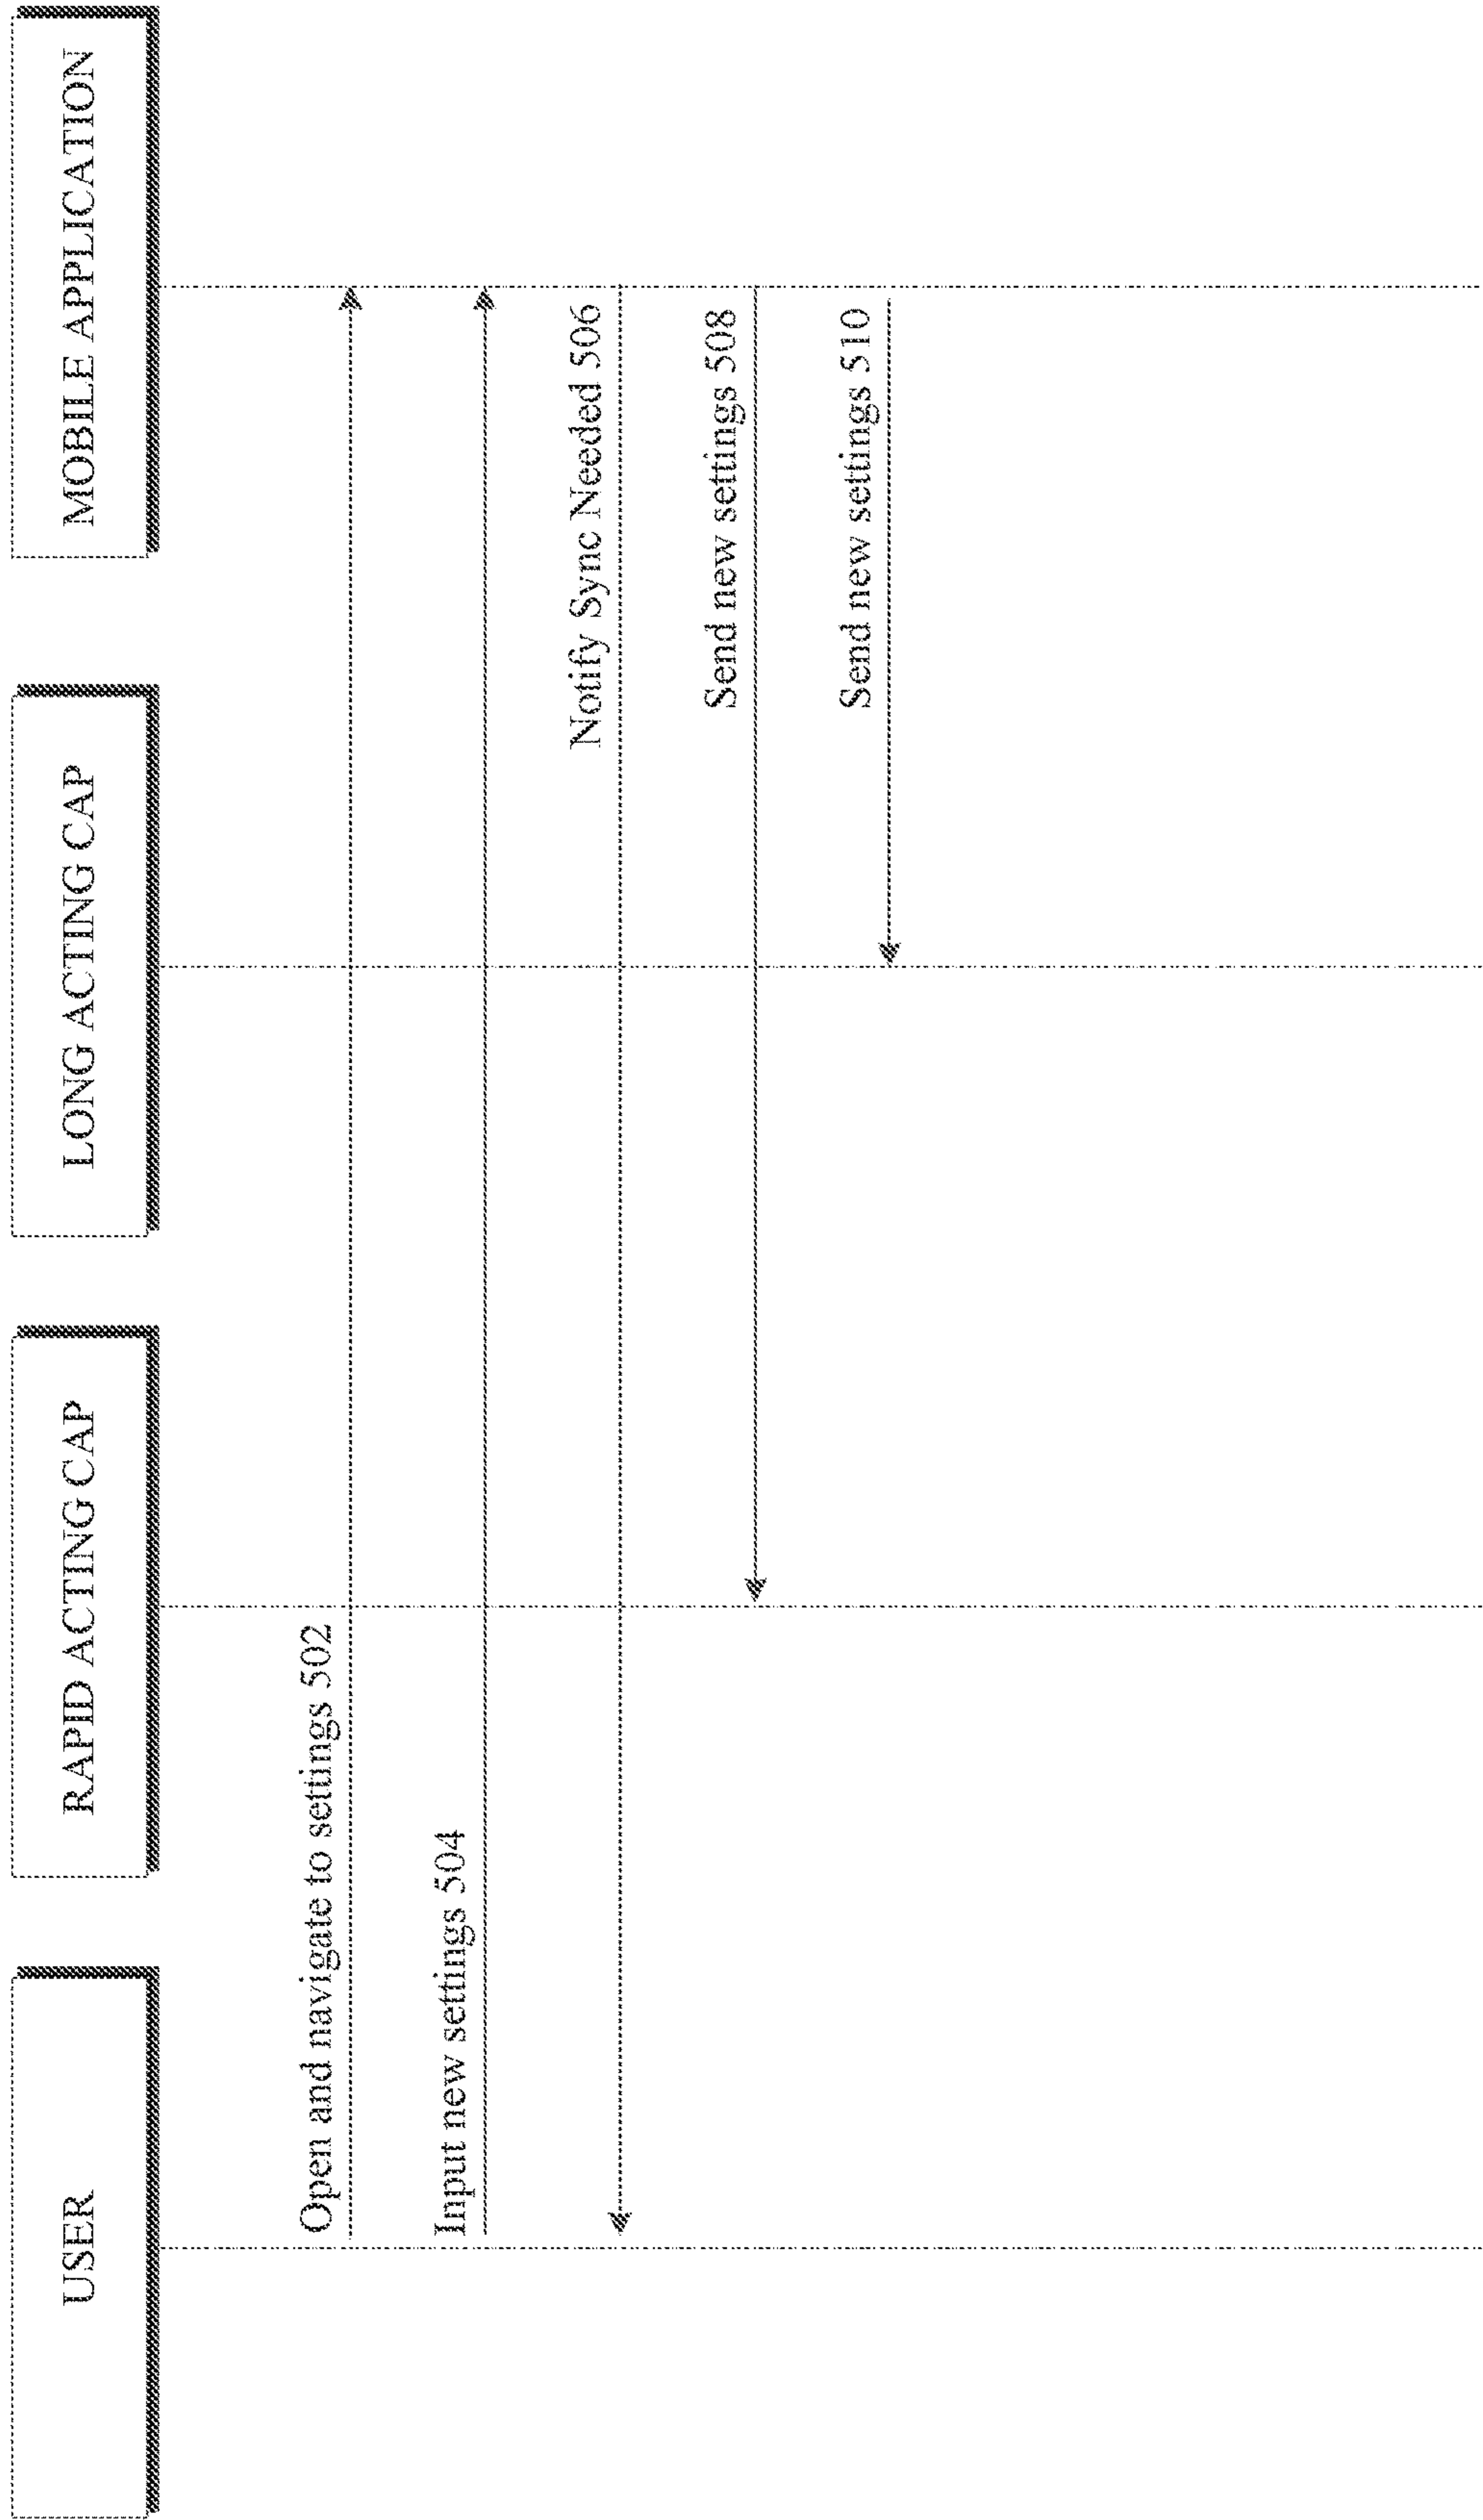 USER
RAPID ACTING CAP
LONG ACTING CAP
MOBILE APPLICATION
Open and navigate to settings 502
Input new settings 504
Notify Sync Needed 506
Send new settings 508
Send new settings 510